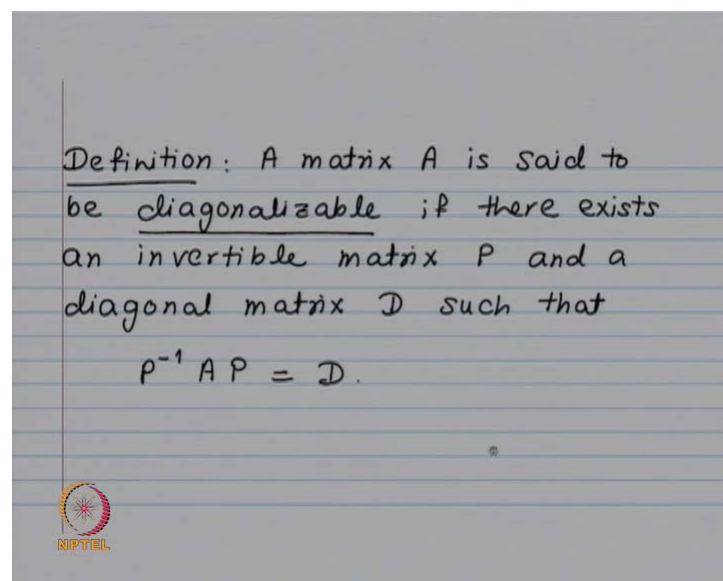 Definition: A matrix A is said to
be diagonalizable if there exists
an invertible matrix P and a
diagonal matrix D such that
P⁻¹ A P = D.
NPTEL